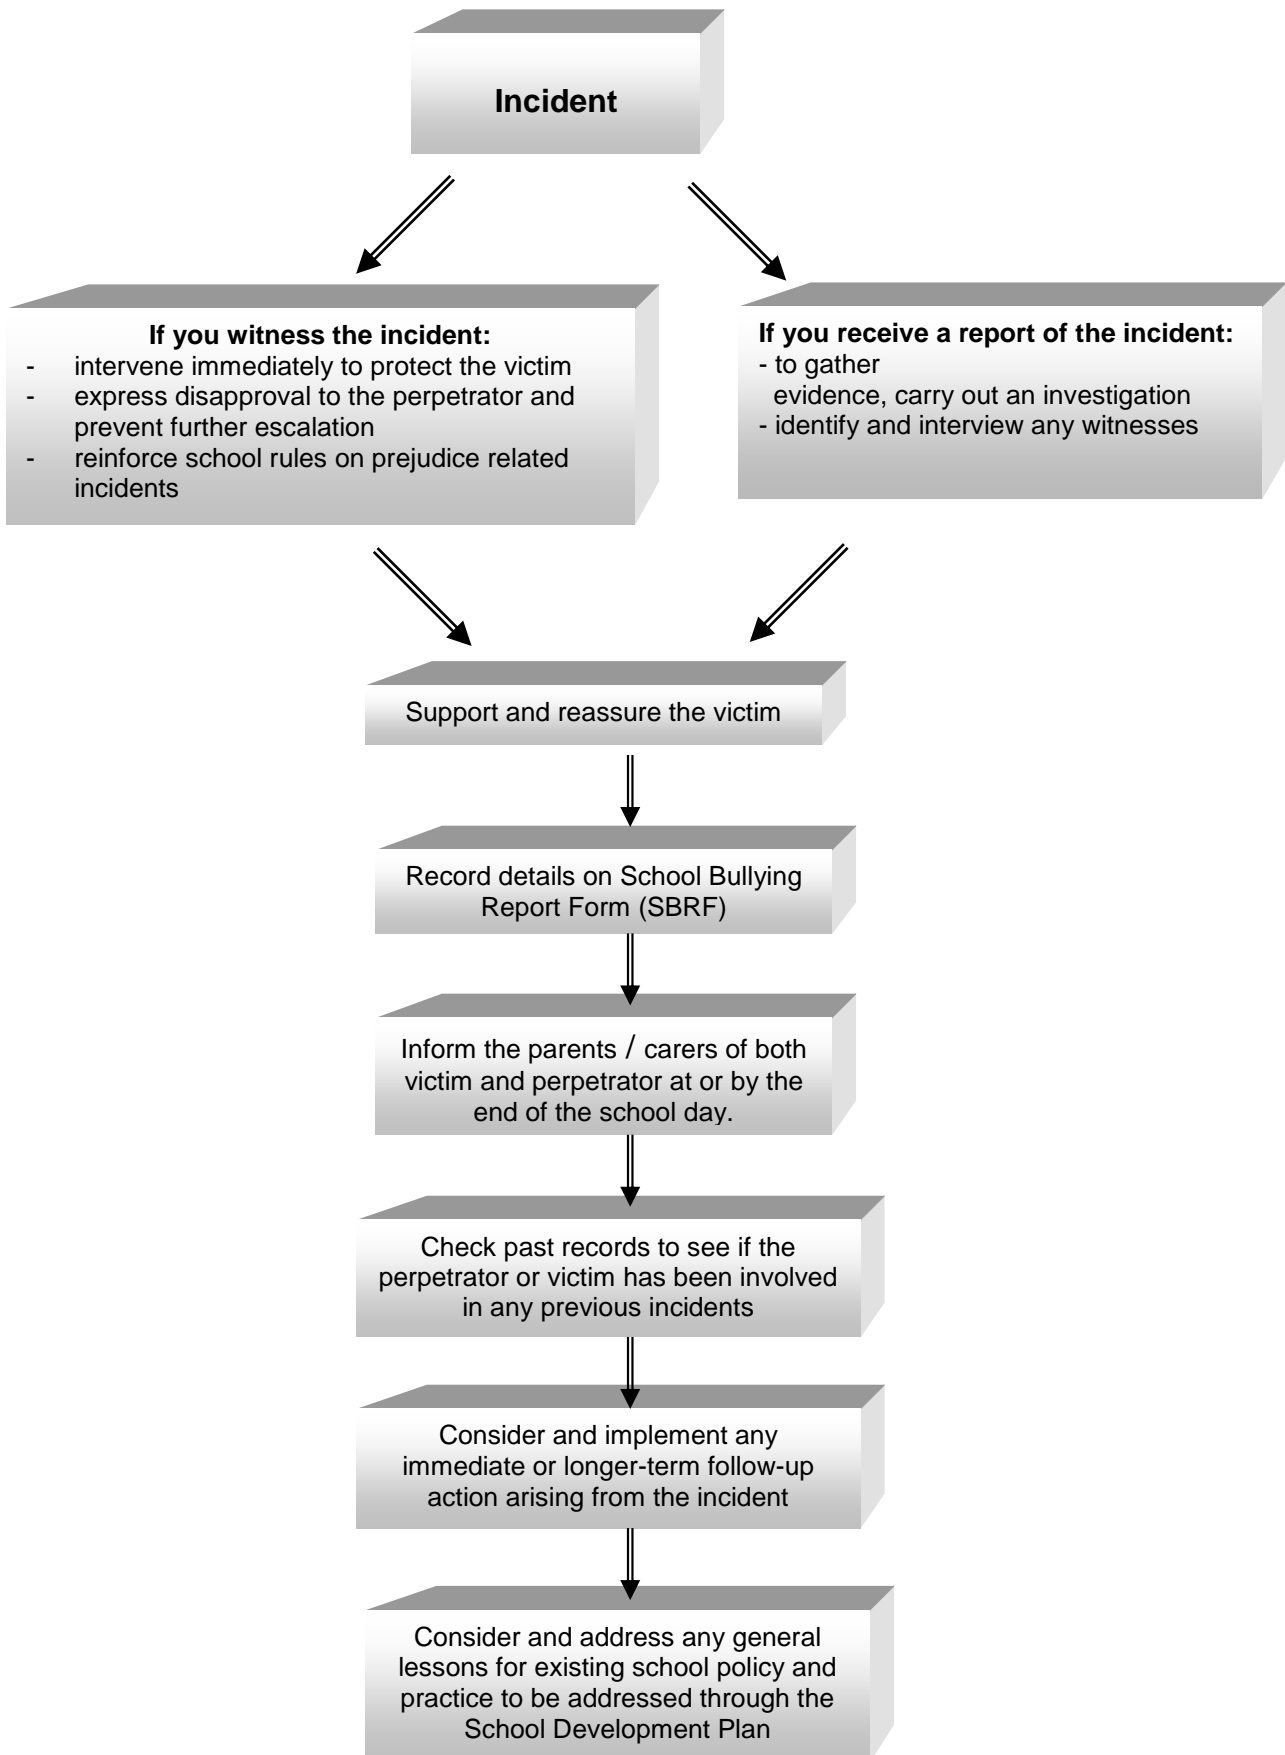 Incident
If you witness the incident:
- intervene immediately to protect the victim
- express disapproval to the perpetrator and
prevent further escalation
- reinforce school rules on prejudice related
incidents
If you receive a report of the incident:
- to gather
evidence, carry out an investigation
- identify and interview any witnesses
Support and reassure the victim
Record details on School Bullying
Report Form (SBRF)
Inform the parents / carers of both
victim and perpetrator at or by the
end of the school day.
Check past records to see if the
perpetrator or victim has been involved
in any previous incidents
Consider and implement any
immediate or longer-term follow-up
action arising from the incident
Consider and address any general
lessons for existing school policy and
practice to be addressed through the
School Development Plan